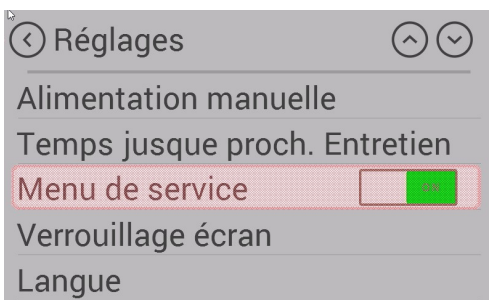 Réglages
Alimentation manuelle
Temps jusque proch. Entretien
Menu de service
Verrouillage écran
Langue